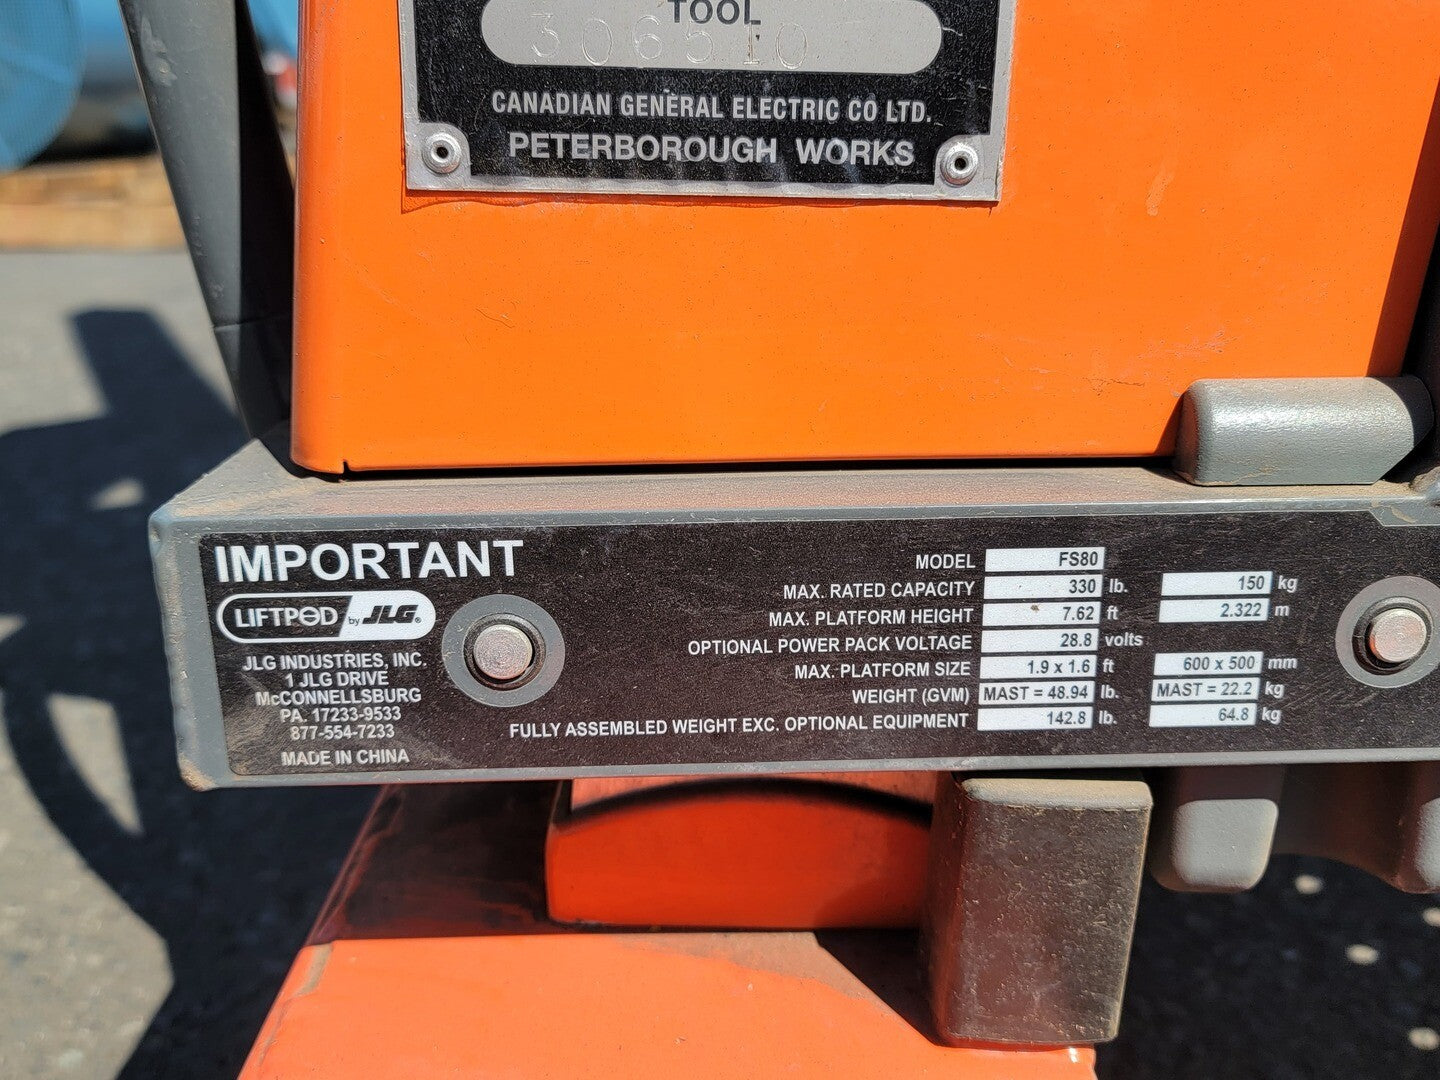 TOOL
306510
CANADIAN GENERAL ELECTRIC CO LTD.
PETERBOROUGH WORKS
IMPORTANT
LIFTPOD by JLG®
JLG INDUSTRIES, INC.
1 JLG DRIVE
McCONNELLSBURG
PA. 17233-9533
877-554-7233
MADE IN CHINA
MODEL FS80
MAX. RATED CAPACITY 330 lb. 150 kg
MAX. PLATFORM HEIGHT 7.62 ft 2.322 m
OPTIONAL POWER PACK VOLTAGE 28.8 volts
MAX. PLATFORM SIZE 1.9 x 1.6 ft 600 x 500 mm
WEIGHT (GVM) MAST = 48.94 lb. MAST = 22.2 kg
FULLY ASSEMBLED WEIGHT EXC. OPTIONAL EQUIPMENT 142.8 lb. 64.8 kg